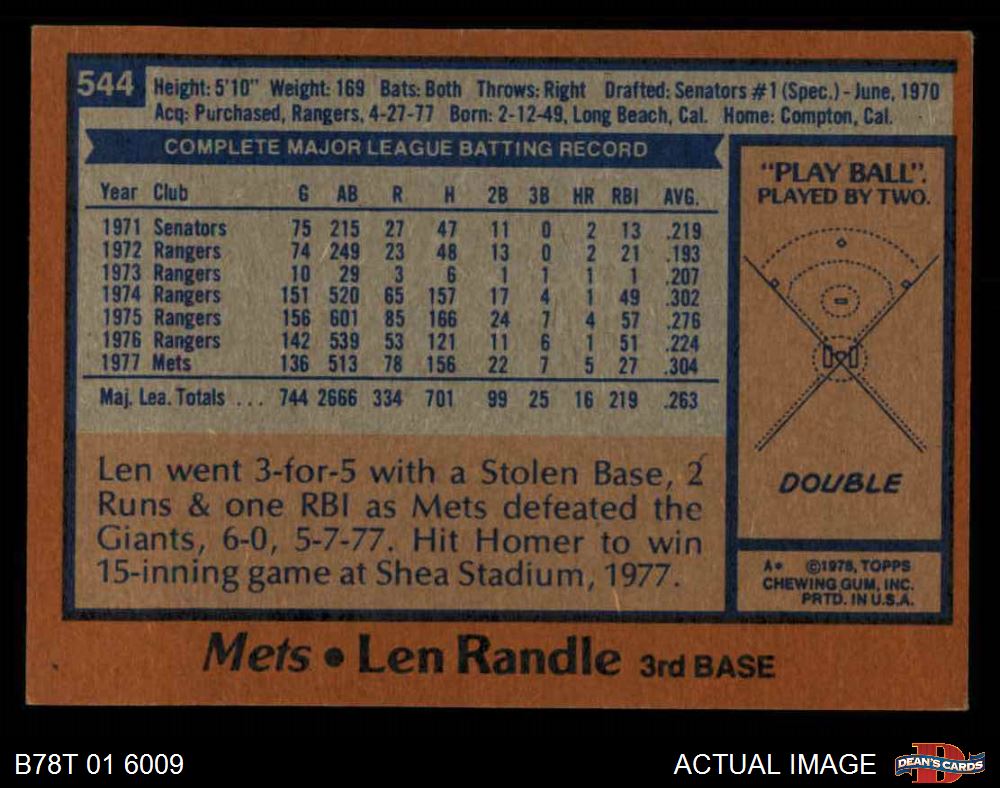 544
Height: 5'10" Weight: 169 Bats: Both Throws: Right Drafted: Senators #1 (Spec.) - June, 1970
Acq: Purchased, Rangers, 4-27-77 Born: 2-12-49, Long Beach, Cal. Home: Compton, Cal.
COMPLETE MAJOR LEAGUE BATTING RECORD
Year Club G AB R H 2B 3B HR RBI AVG.
1971 Senators 75 215 27 47 11 0 2 13 .219
1972 Rangers 74 249 23 48 13 0 2 21 .193
1973 Rangers 10 29 3 6 1 1 1 1 .207
1974 Rangers 151 520 65 157 17 4 1 49 .302
1975 Rangers 156 601 85 166 24 7 4 57 .276
1976 Rangers 142 539 53 121 11 6 1 51 .224
1977 Mets 136 513 78 156 22 7 5 27 .304
Maj. Lea. Totals ... 744 2666 334 701 99 25 16 219 .263
Len went 3-for-5 with a Stolen Base, 2
Runs & one RBI as Mets defeated the
Giants, 6-0, 5-7-77. Hit Homer to win
15-inning game at Shea Stadium, 1977.
"PLAY BALL".
PLAYED BY TWO.
DOUBLE
A* ©1978, TOPPS
CHEWING GUM, INC.
PRTD. IN U.S.A.
Mets • Len Randle 3rd BASE
B78T 01 6009
ACTUAL IMAGE
D
DEAN'S CARDS